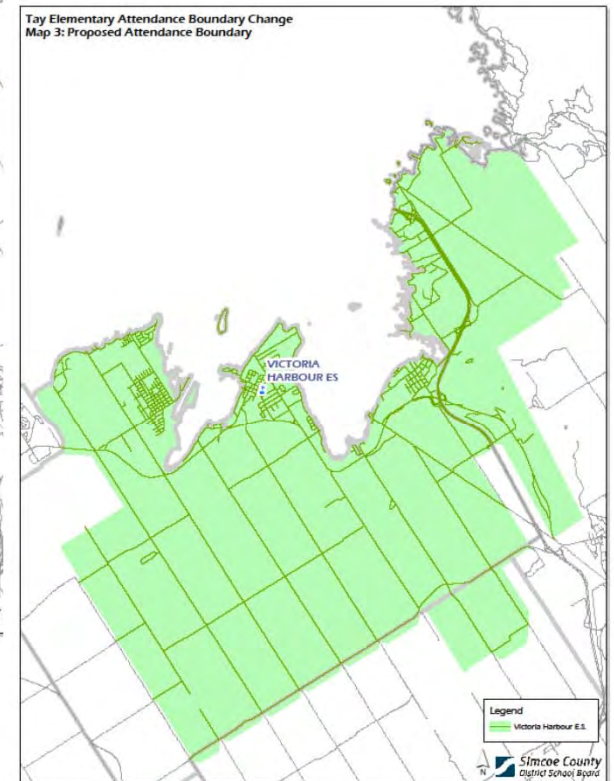 Tay Elementary Attendance Boundary Change
Map 3: Proposed Attendance Boundary
VICTORIA
HARBOUR ES
Legend
Victoria Harbour E.S.
Simcoe County
District School Board